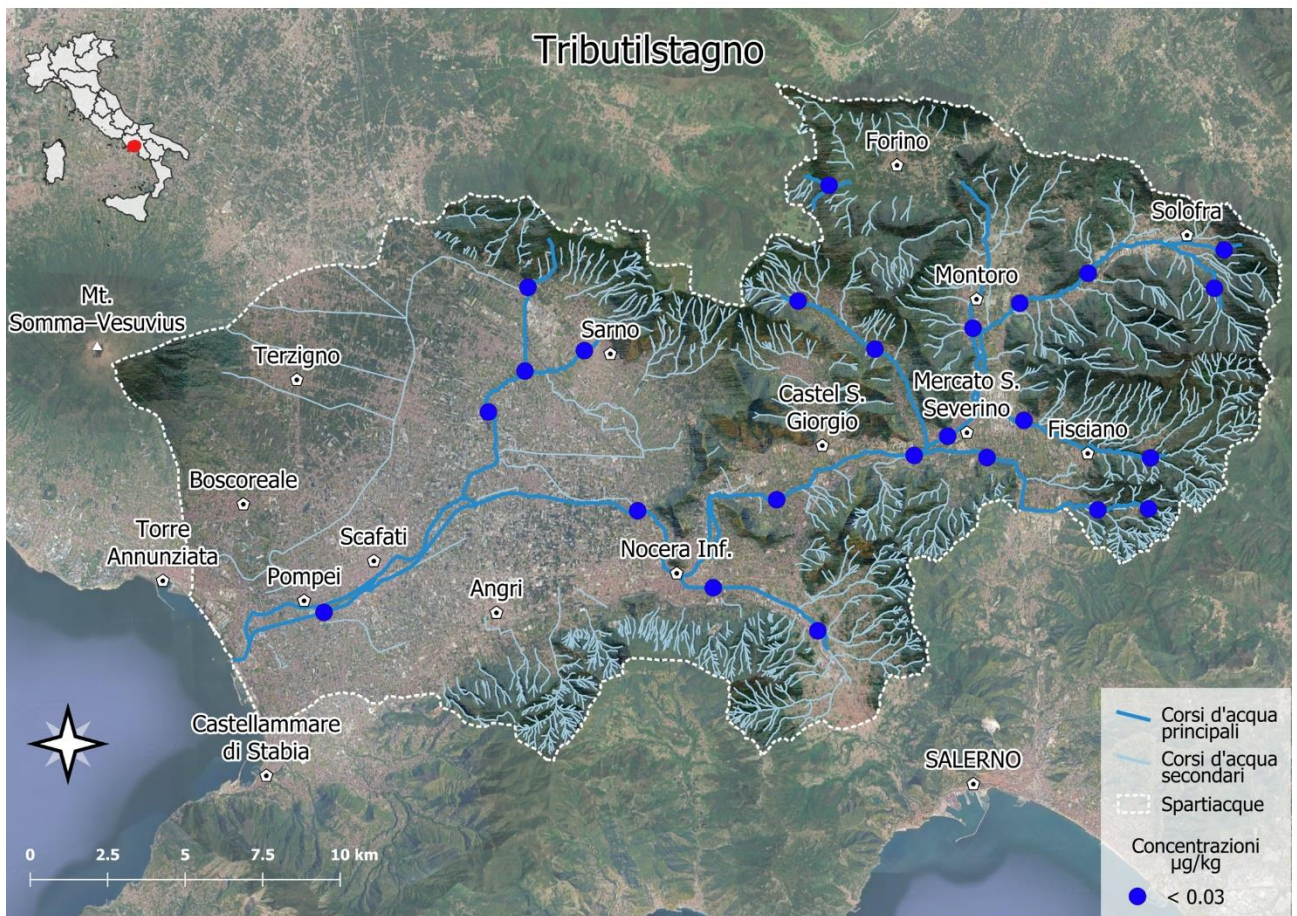 Tributilstagno
Forino
Solofra
Montoro
Mt.
Somma–Vesuvius
Sarno
Terzigno
Mercato S.
Severino
Castel S.
Giorgio
Fisciano
Boscoreale
Torre
Annunziata
Scafati
Nocera Inf.
Pompei
Angri
Castellammare
di Stabia
SALERNO
Corsi d'acqua
principali
Corsi d'acqua
secondari
Spartiacque
Concentrazioni
µg/kg
< 0.03
0 2.5 5 7.5 10 km